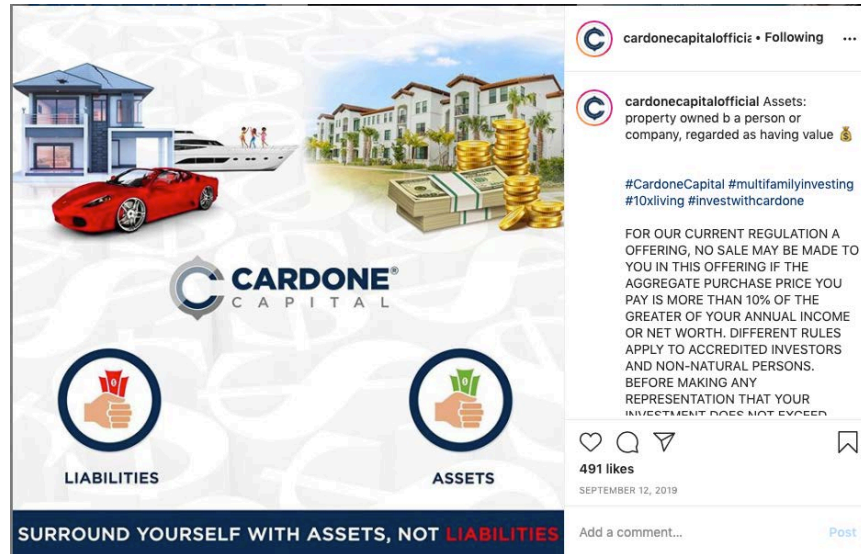 CARDONE®
CAPITAL
LIABILITIES
ASSETS
SURROUND YOURSELF WITH ASSETS, NOT LIABILITIES
cardonecapitalofficia • Following ...
cardonecapitalofficial Assets:
property owned b a person or
company, regarded as having value 💰
#CardoneCapital #multifamilyinvesting
#10xliving #investwithcardone
FOR OUR CURRENT REGULATION A
OFFERING, NO SALE MAY BE MADE TO
YOU IN THIS OFFERING IF THE
AGGREGATE PURCHASE PRICE YOU
PAY IS MORE THAN 10% OF THE
GREATER OF YOUR ANNUAL INCOME
OR NET WORTH. DIFFERENT RULES
APPLY TO ACCREDITED INVESTORS
AND NON-NATURAL PERSONS.
BEFORE MAKING ANY
REPRESENTATION THAT YOUR
INVESTMENT DOES NOT EXCEED
491 likes
SEPTEMBER 12, 2019
Add a comment...
Post